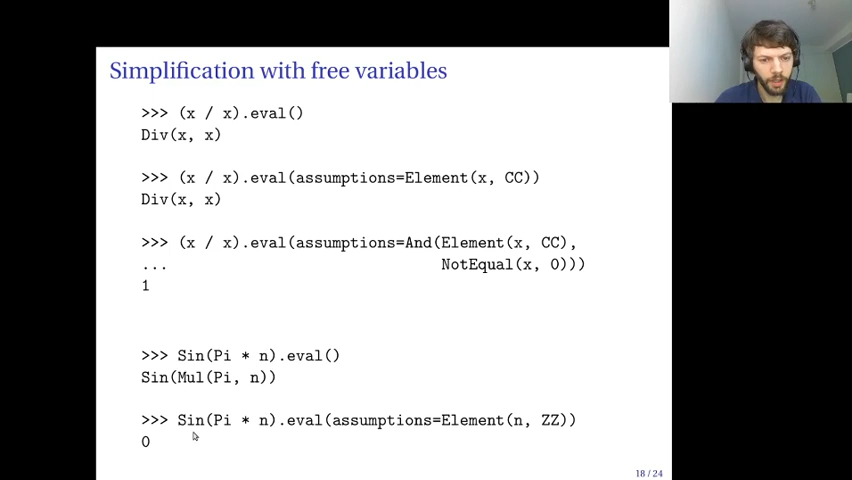 Simplification with free variables
>>> (x / x).eval()
Div(x, x)
>>> (x / x).eval(assumptions=Element(x, CC))
Div(x, x)
>>> (x / x).eval(assumptions=And(Element(x, CC),
... NotEqual(x, 0)))
1
>>> Sin(Pi * n).eval()
Sin(Mul(Pi, n))
>>> Sin(Pi * n).eval(assumptions=Element(n, ZZ))
0
18 / 24